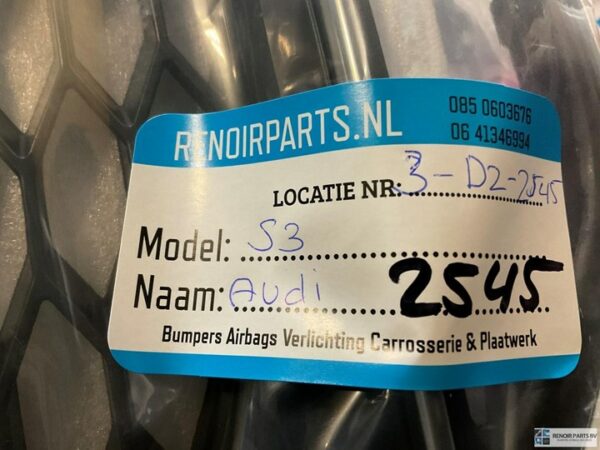 RENOIRPARTS.NL
085 0603676
06 41346994
LOCATIE NR: 3-D2-2545
Model: S3
Naam: Audi 2545
Bumpers Airbags Verlichting Carrosserie & Plaatwerk
RENOIR PARTS BV